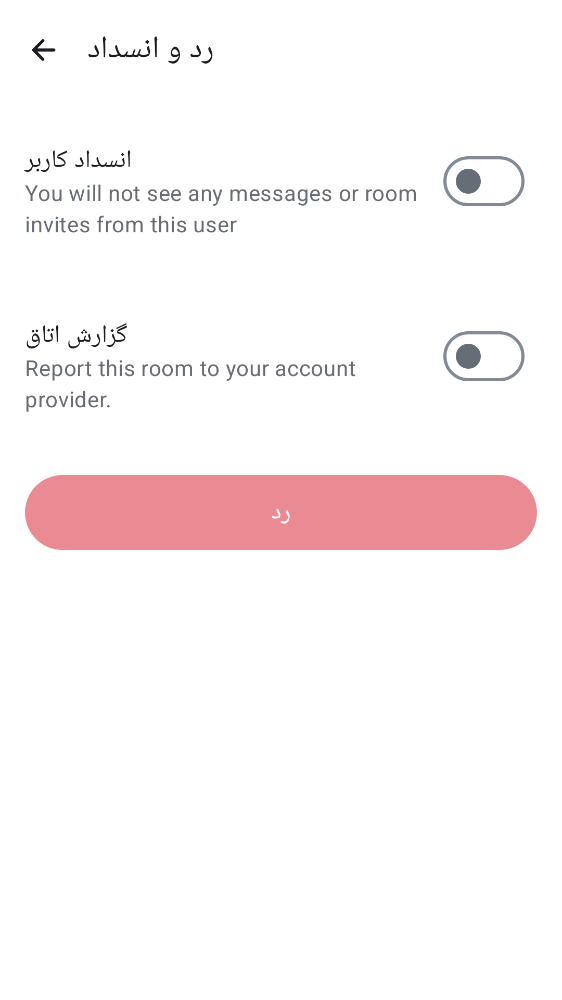 رد و انسداد
انسداد کاربر
You will not see any messages or room
invites from this user
گزارش اتاق
Report this room to your account
provider.
رد